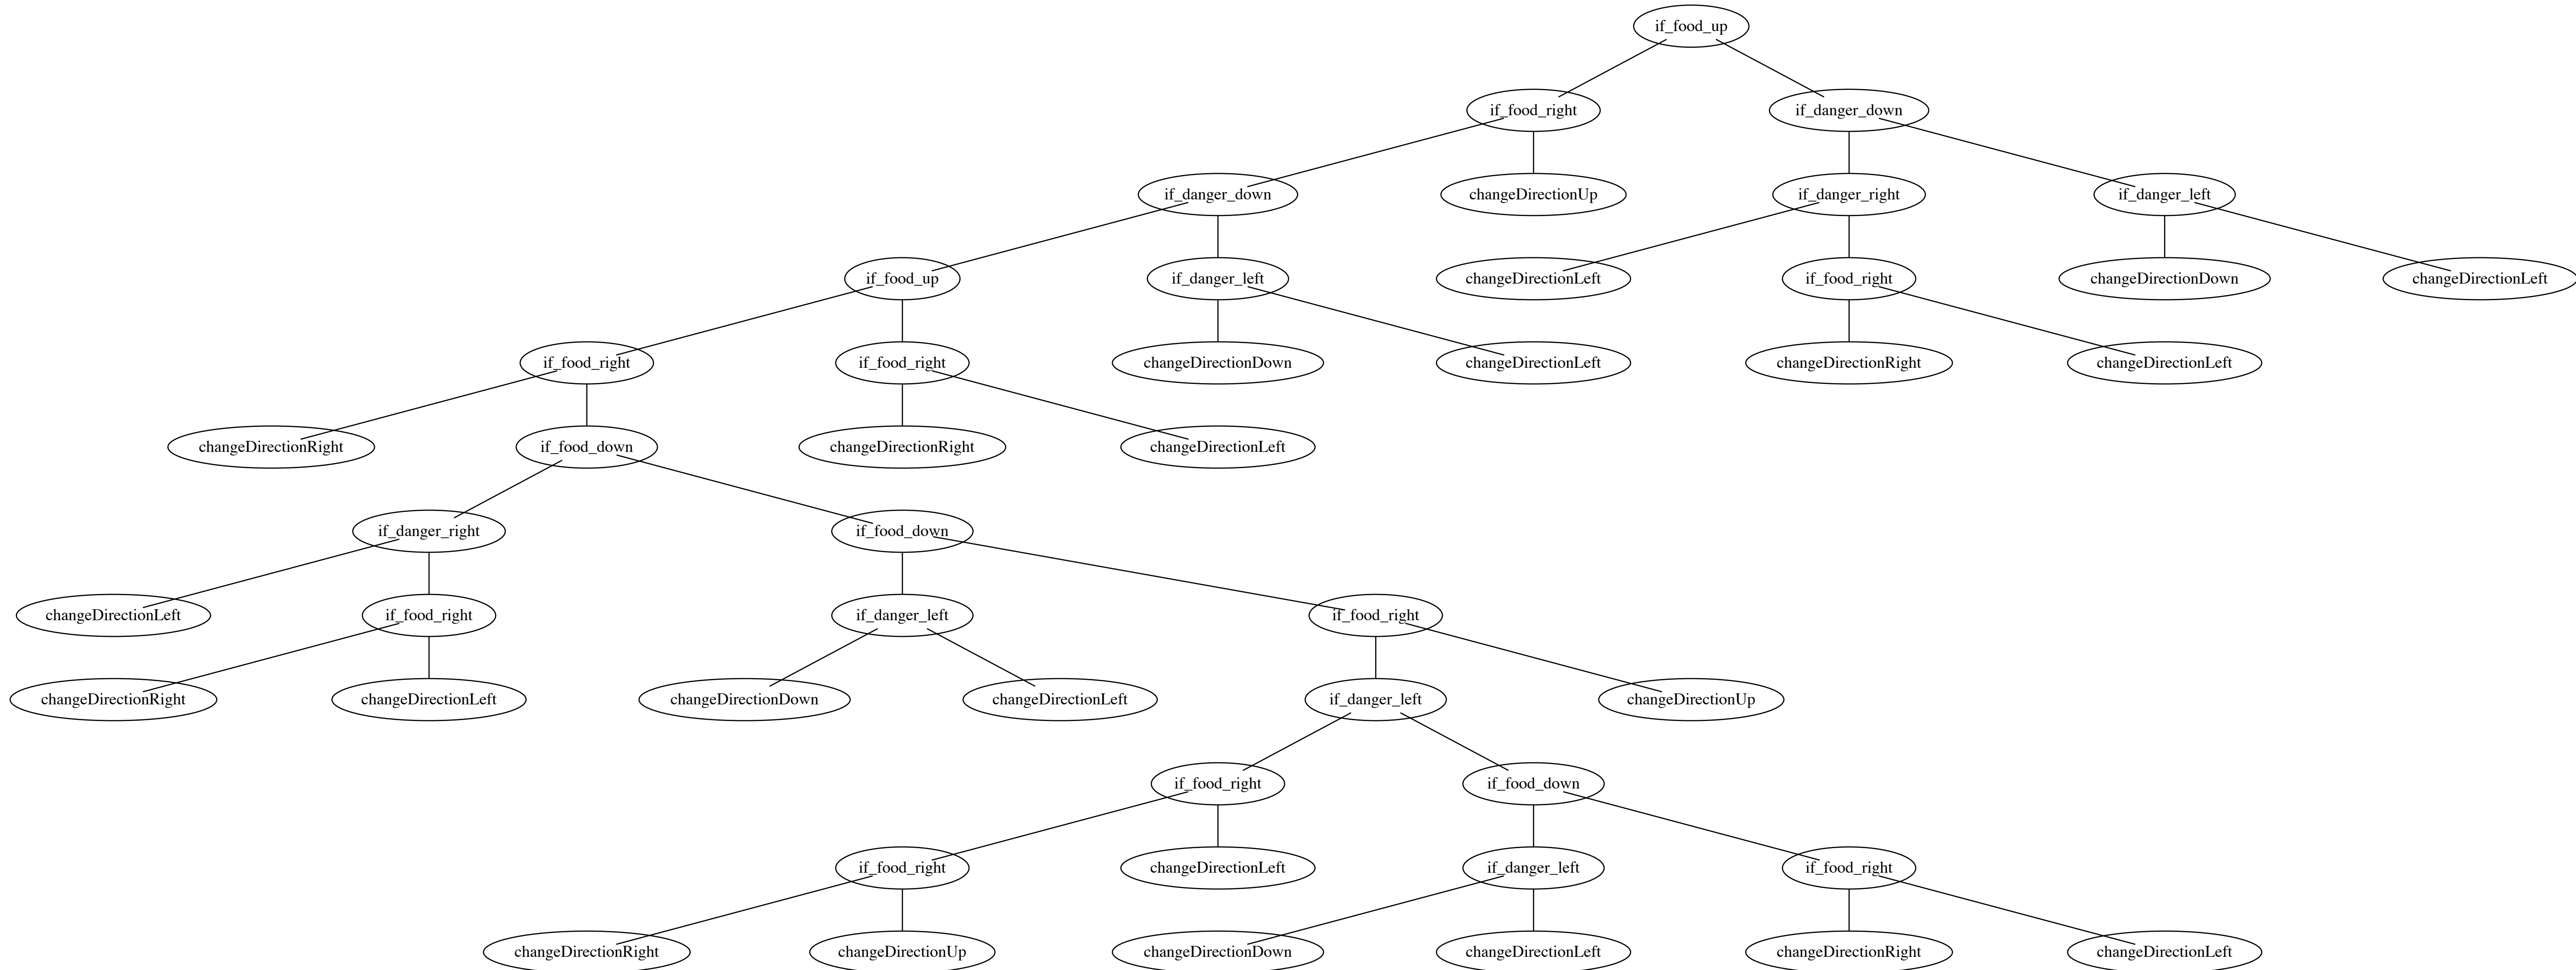 if_food_up
if_food_right
if_danger_down
if_danger_down
changeDirectionUp
if_danger_right
if_danger_left
if_food_up
if_danger_left
changeDirectionLeft
if_food_right
changeDirectionDown
changeDirectionLeft
if_food_right
if_food_right
changeDirectionDown
changeDirectionLeft
changeDirectionRight
changeDirectionLeft
changeDirectionRight
if_food_down
changeDirectionRight
changeDirectionLeft
if_danger_right
if_food_down
changeDirectionLeft
if_food_right
if_danger_left
if_food_right
changeDirectionRight
changeDirectionLeft
changeDirectionDown
changeDirectionLeft
if_danger_left
changeDirectionUp
if_food_right
if_food_down
if_food_right
changeDirectionLeft
if_danger_left
if_food_right
changeDirectionRight
changeDirectionUp
changeDirectionDown
changeDirectionLeft
changeDirectionRight
changeDirectionLeft